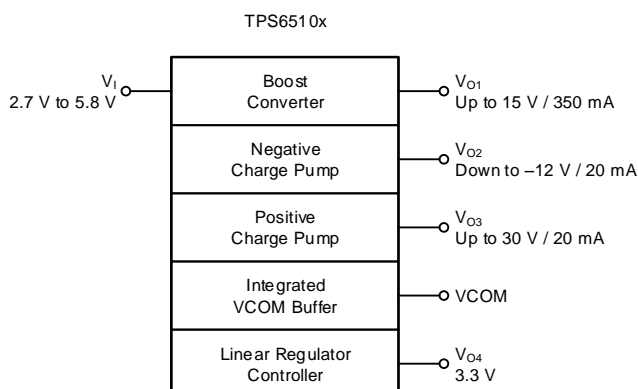 TPS6510x
V_I
2.7 V to 5.8 V
Boost
Converter
V_O1
Up to 15 V / 350 mA
Negative
Charge Pump
V_O2
Down to –12 V / 20 mA
Positive
Charge Pump
V_O3
Up to 30 V / 20 mA
Integrated
VCOM Buffer
VCOM
Linear Regulator
Controller
V_O4
3.3 V